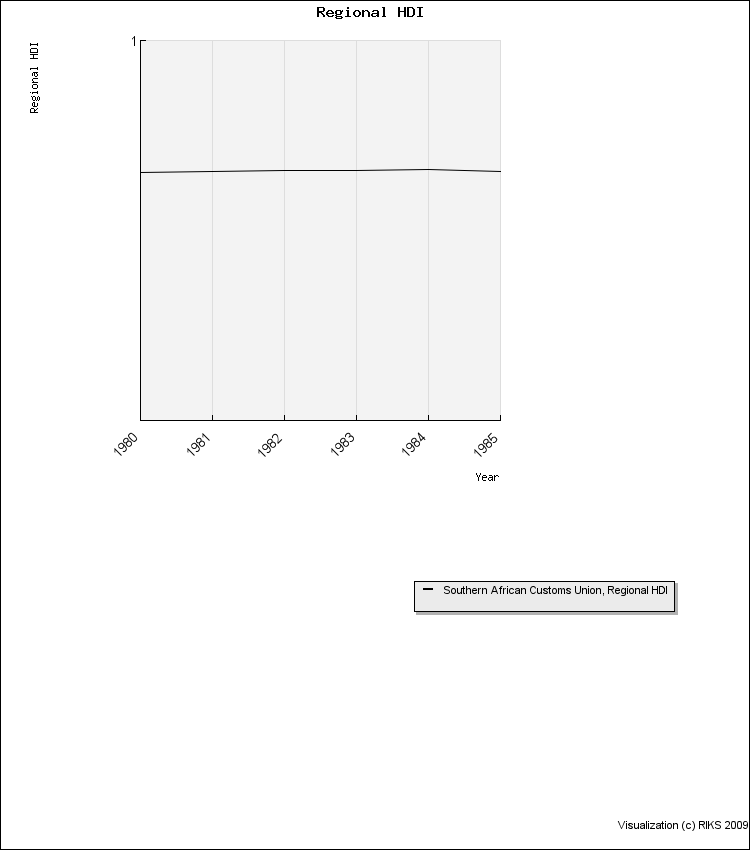 Regional HDI
Regional HDI
1
1980
1981
1982
1983
1984
1985
Year
Southern African Customs Union, Regional HDI
Visualization (c) RIKS 2009